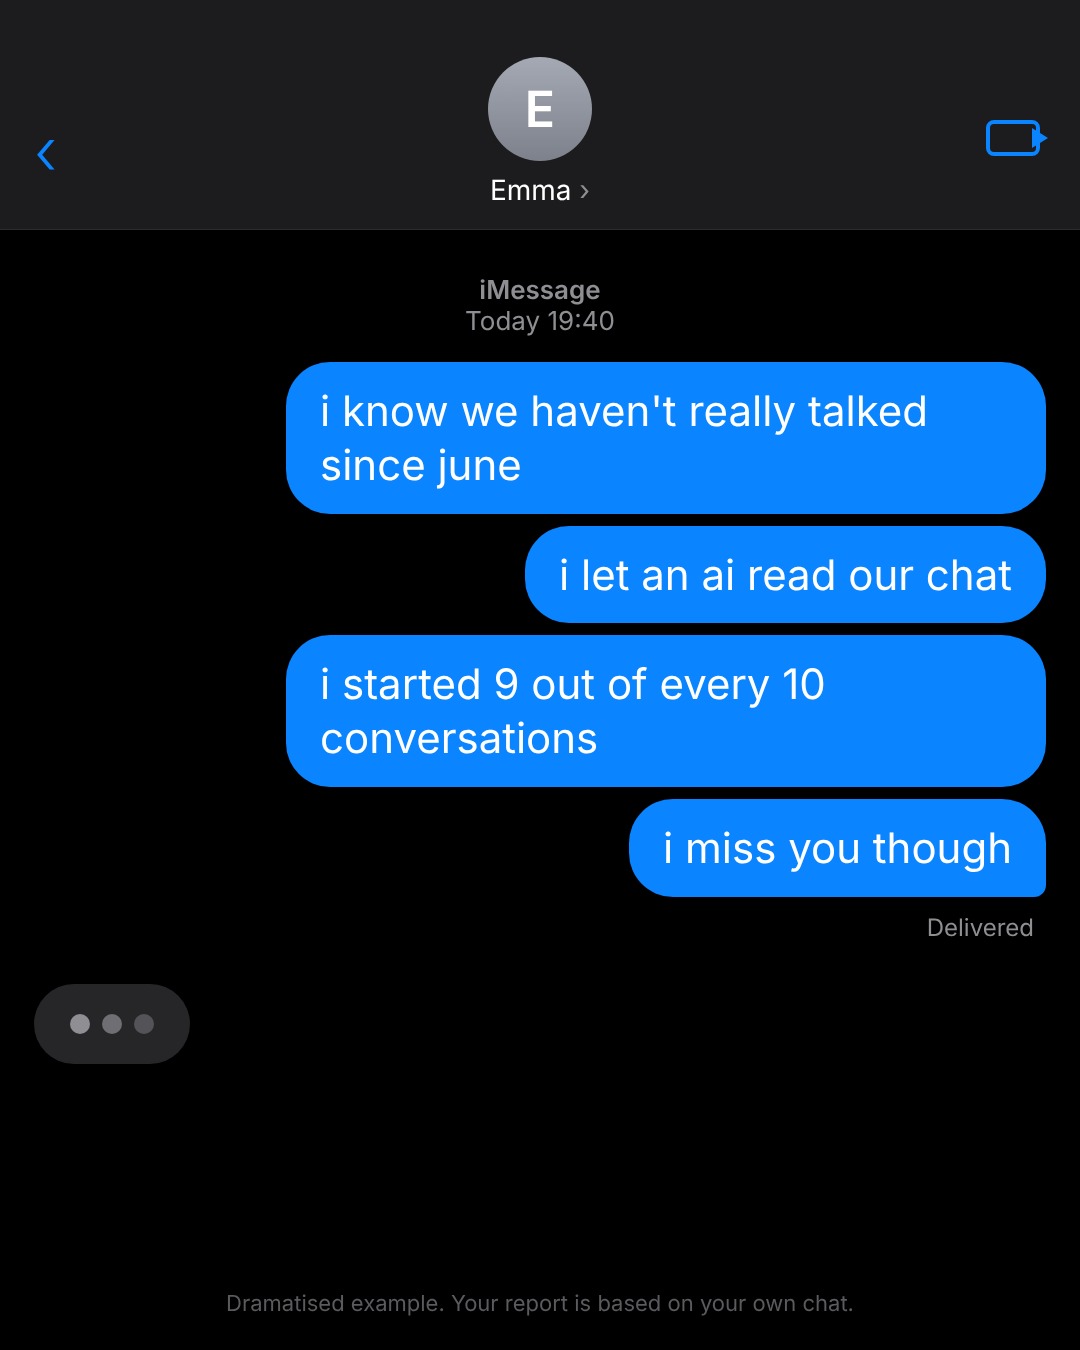 E
Emma ›
iMessage
Today 19:40
i know we haven't really talked
since june
i let an ai read our chat
i started 9 out of every 10
conversations
i miss you though
Delivered
Dramatised example. Your report is based on your own chat.